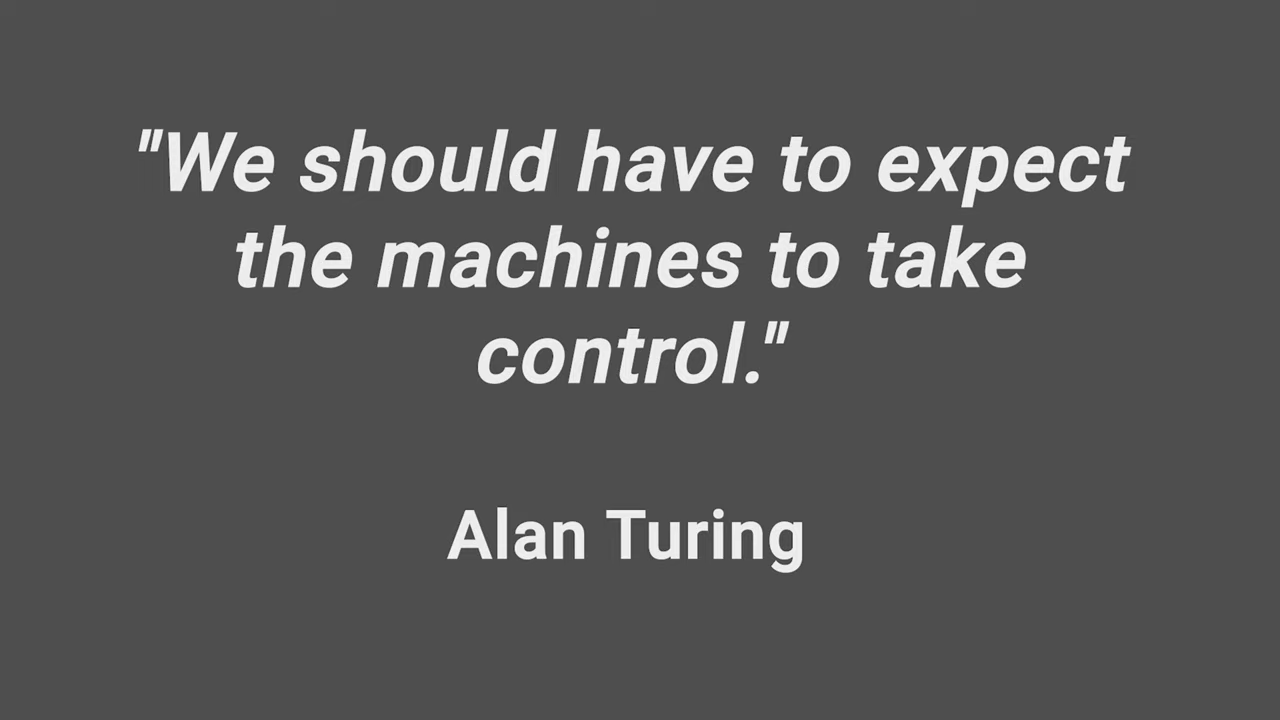 "We should have to expect
the machines to take
control."
Alan Turing